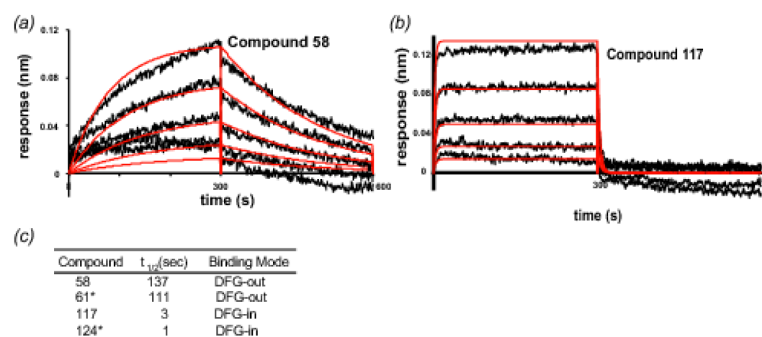 (a)
Compound 58
response (nm)
0.12
0.08
0.04
0
0
300
600
time (s)
(b)
Compound 117
response (nm)
0.12
0.08
0.04
0
300
time (s)
(c)
Compound t 1/2(sec) Binding Mode
58 137 DFG-out
61* 111 DFG-out
117 3 DFG-in
124* 1 DFG-in